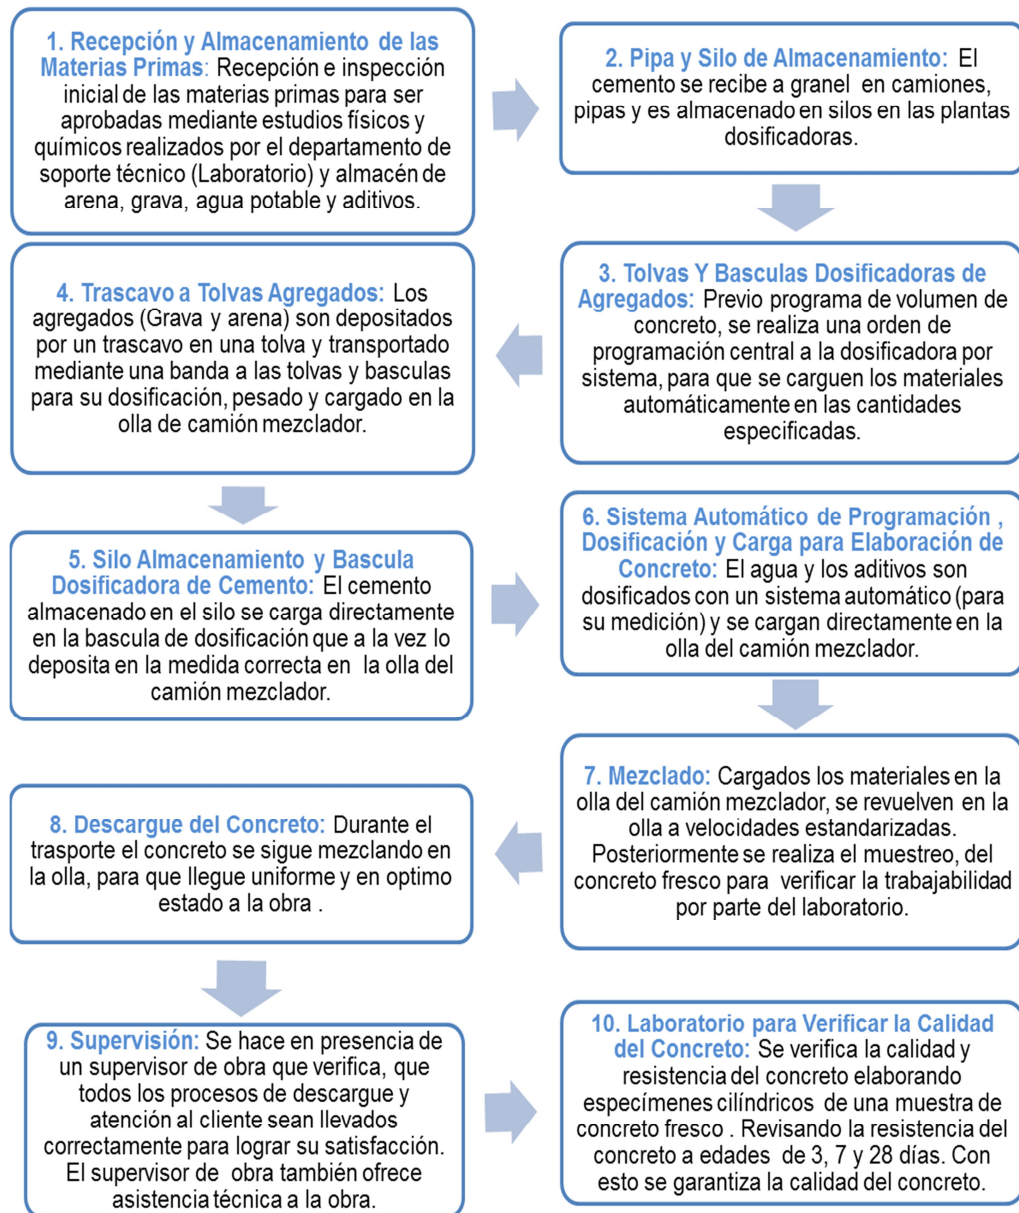 1. Recepción y Almacenamiento de las
Materias Primas: Recepción e inspección
inicial de las materias primas para ser
aprobadas mediante estudios físicos y
químicos realizados por el departamento de
soporte técnico (Laboratorio) y almacén de
arena, grava, agua potable y aditivos.
2. Pipa y Silo de Almacenamiento: El
cemento se recibe a granel en camiones,
pipas y es almacenado en silos en las plantas
dosificadoras.
3. Tolvas Y Basculas Dosificadoras de
Agregados: Previo programa de volumen de
concreto, se realiza una orden de
programación central a la dosificadora por
sistema, para que se carguen los materiales
automáticamente en las cantidades
especificadas.
4. Trascavo a Tolvas Agregados: Los
agregados (Grava y arena) son depositados
por un trascavo en una tolva y transportado
mediante una banda a las tolvas y basculas
para su dosificación, pesado y cargado en la
olla de camión mezclador.
5. Silo Almacenamiento y Bascula
Dosificadora de Cemento: El cemento
almacenado en el silo se carga directamente
en la bascula de dosificación que a la vez lo
deposita en la medida correcta en la olla del
camión mezclador.
6. Sistema Automático de Programación ,
Dosificación y Carga para Elaboración de
Concreto: El agua y los aditivos son
dosificados con un sistema automático (para
su medición) y se cargan directamente en la
olla del camión mezclador.
7. Mezclado: Cargados los materiales en la
olla del camión mezclador, se revuelven en la
olla a velocidades estandarizadas.
Posteriormente se realiza el muestreo, del
concreto fresco para verificar la trabajabilidad
por parte del laboratorio.
8. Descargue del Concreto: Durante el
trasporte el concreto se sigue mezclando en
la olla, para que llegue uniforme y en optimo
estado a la obra .
9. Supervisión: Se hace en presencia de
un supervisor de obra que verifica, que
todos los procesos de descargue y
atención al cliente sean llevados
correctamente para lograr su satisfacción.
El supervisor de obra también ofrece
asistencia técnica a la obra.
10. Laboratorio para Verificar la Calidad
del Concreto: Se verifica la calidad y
resistencia del concreto elaborando
especímenes cilíndricos de una muestra de
concreto fresco . Revisando la resistencia del
concreto a edades de 3, 7 y 28 días. Con
esto se garantiza la calidad del concreto.